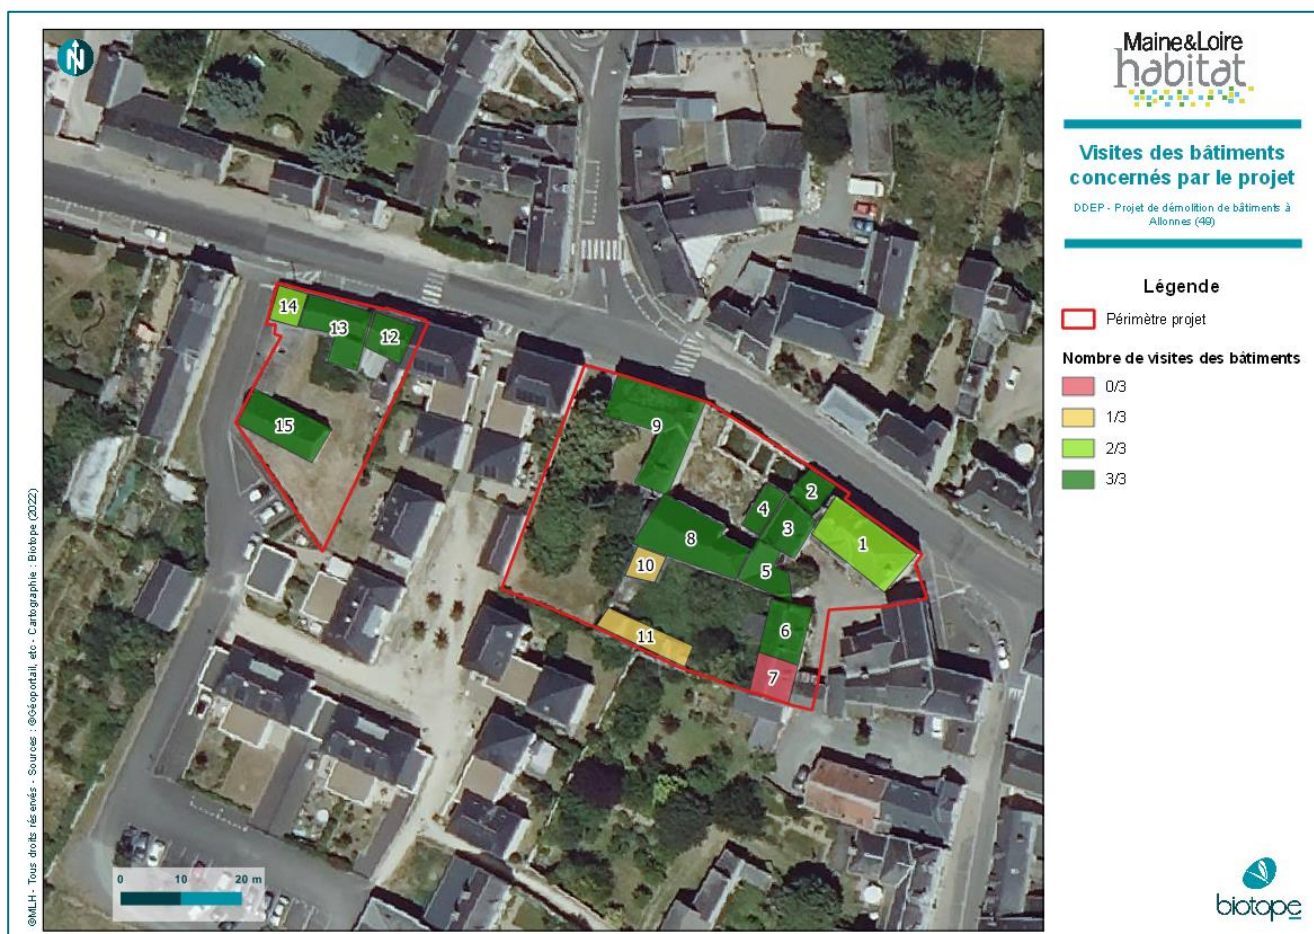 N
Maine&Loire
habitat
Visites des bâtiments
concernés par le projet
DDEP - Projet de démolition de bâtiments à
Allonnes (49)
Légende
Périmètre projet
Nombre de visites des bâtiments
0/3
1/3
2/3
3/3
14
13
12
15
9
2
4
3
1
8
5
10
6
11
7
0 10 20 m
©MLH - Tous droits réservés - Sources : ©Géoportail, etc - Cartographie : Biotope (2022)
biotope